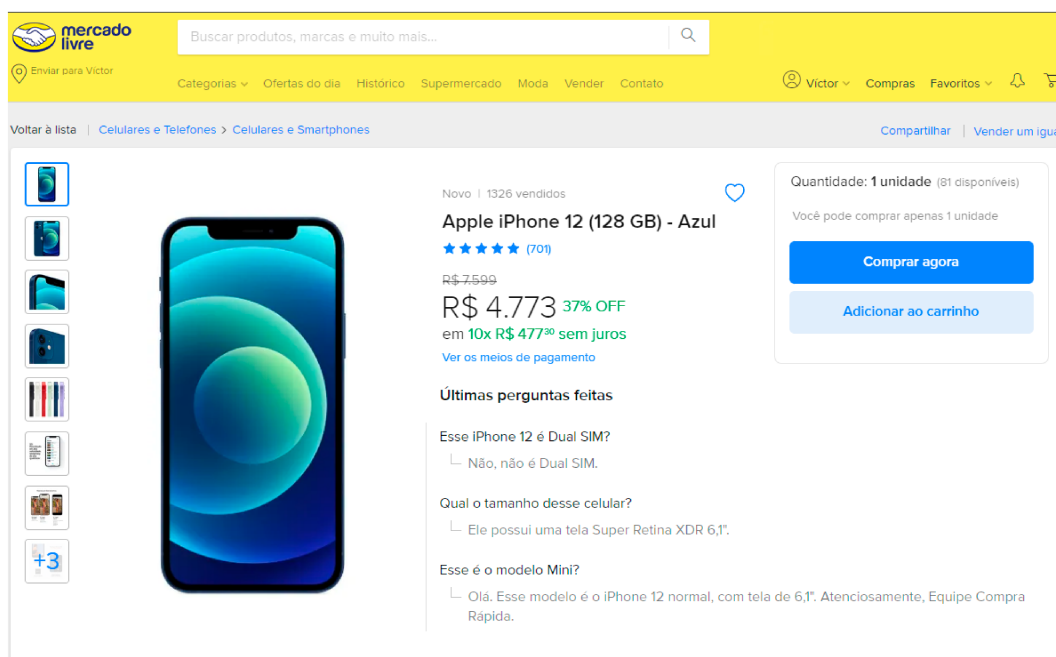 mercado
livre
Buscar produtos, marcas e muito mais...
Enviar para Víctor
Categorias Ofertas do dia Histórico Supermercado Moda Vender Contato
Víctor Compras Favoritos
Voltar à lista | Celulares e Telefones > Celulares e Smartphones
Compartilhar | Vender um igua
Novo | 1326 vendidos
Apple iPhone 12 (128 GB) - Azul
(701)
R$ 7.599
R$ 4.773 37% OFF
em 10x R$ 477³⁰ sem juros
Ver os meios de pagamento
Últimas perguntas feitas
Esse iPhone 12 é Dual SIM?
Não, não é Dual SIM.
Qual o tamanho desse celular?
Ele possui uma tela Super Retina XDR 6,1".
Esse é o modelo Mini?
Olá. Esse modelo é o iPhone 12 normal, com tela de 6,1". Atenciosamente, Equipe Compra
Rápida.
+3
Quantidade: 1 unidade (81 disponíveis)
Você pode comprar apenas 1 unidade
Comprar agora
Adicionar ao carrinho